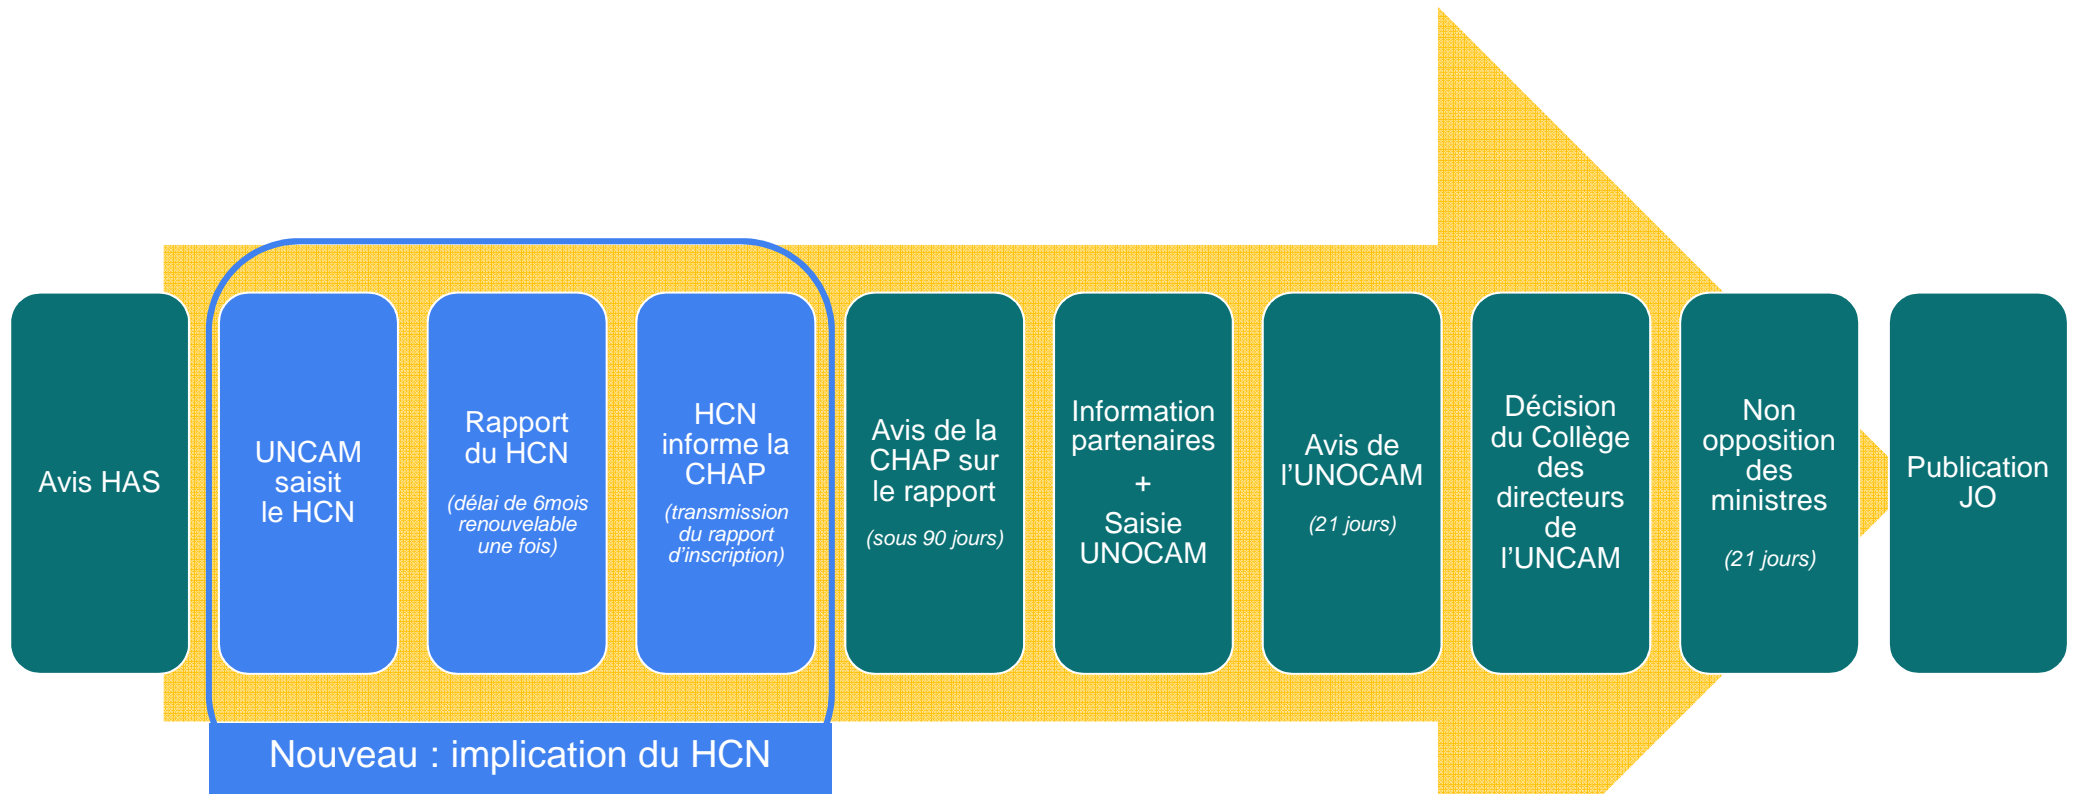 Avis HAS
UNCAM
saisit
le HCN
Rapport
du HCN
(délai de 6mois
renouvelable
une fois)
HCN
informe la
CHAP
(transmission
du rapport
d’inscription)
Avis de la
CHAP sur
le rapport
(sous 90 jours)
Information
partenaires
+
Saisie
UNOCAM
Avis de
l’UNOCAM
(21 jours)
Décision
du Collège
des
directeurs
de
l’UNCAM
Non
opposition
des
ministres
(21 jours)
Publication
JO
Nouveau : implication du HCN